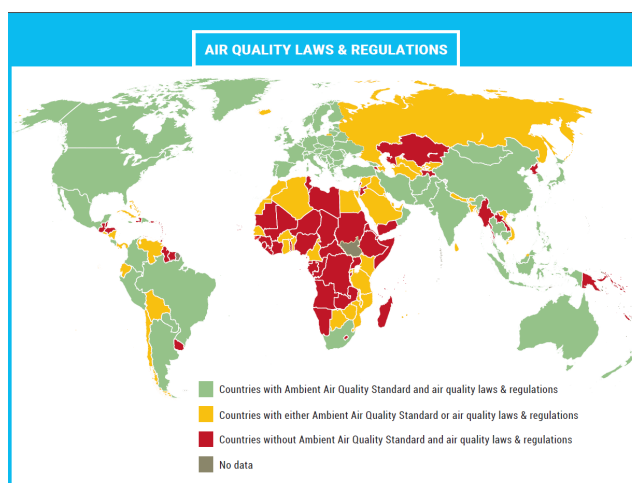 AIR QUALITY LAWS & REGULATIONS
Countries with Ambient Air Quality Standard and air quality laws & regulations
Countries with either Ambient Air Quality Standard or air quality laws & regulations
Countries without Ambient Air Quality Standard and air quality laws & regulations
No data